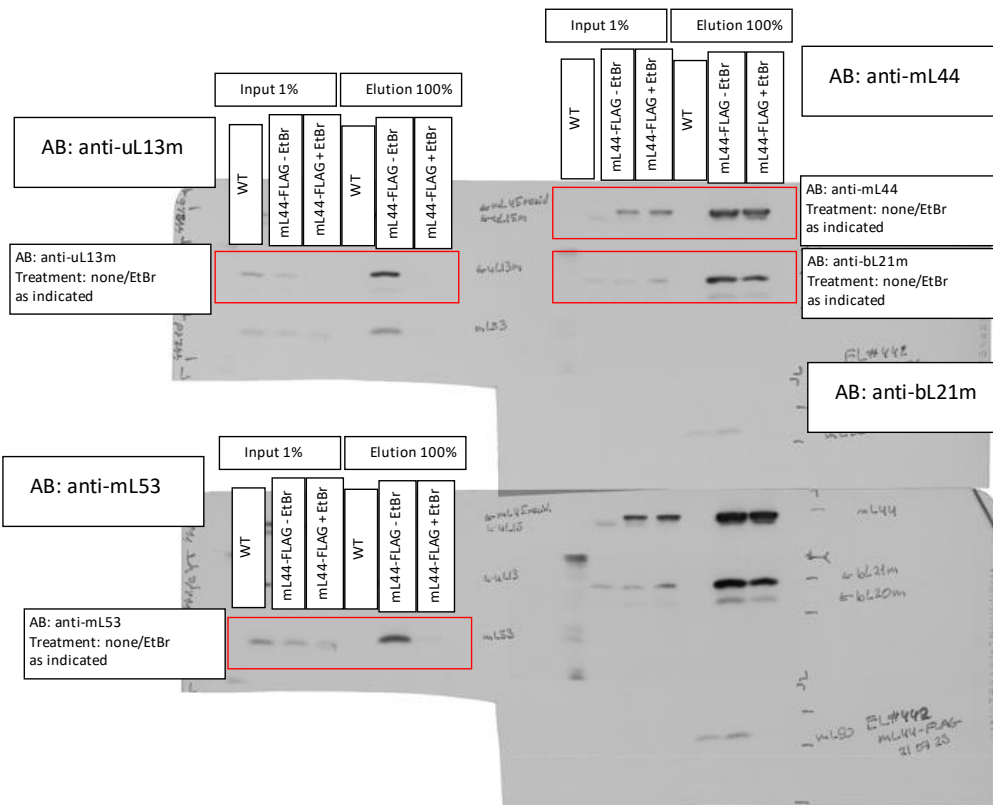 Input 1%
Elution 100%
WT
mL44-FLAG - EtBr
mL44-FLAG + EtBr
WT
mL44-FLAG - EtBr
mL44-FLAG + EtBr
AB: anti-mL44
Input 1%
Elution 100%
WT
mL44-FLAG - EtBr
mL44-FLAG + EtBr
WT
mL44-FLAG - EtBr
mL44-FLAG + EtBr
AB: anti-uL13m
AB: anti-mL44
Treatment: none/EtBr
as indicated
AB: anti-uL13m
Treatment: none/EtBr
as indicated
uL13m
AB: anti-bL21m
Treatment: none/EtBr
as indicated
mL53
EL#442
AB: anti-bL21m
Input 1%
Elution 100%
AB: anti-mL53
WT
mL44-FLAG - EtBr
mL44-FLAG + EtBr
WT
mL44-FLAG - EtBr
mL44-FLAG + EtBr
mL44
uL13
bL21m
bL20m
AB: anti-mL53
Treatment: none/EtBr
as indicated
mL53
EL#442
mL44-FLAG